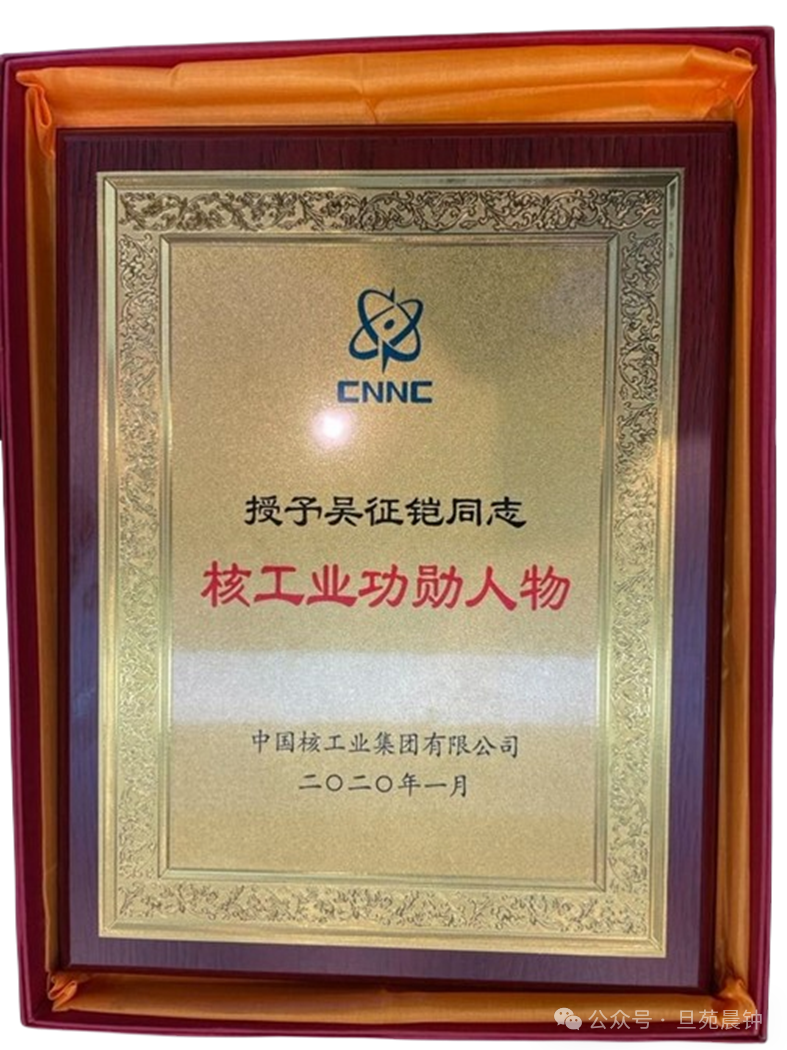 CNNC
授予吴征铠同志
核工业功勋人物
中国核工业集团有限公司
二〇二〇年一月
公众号·旦苑晨钟